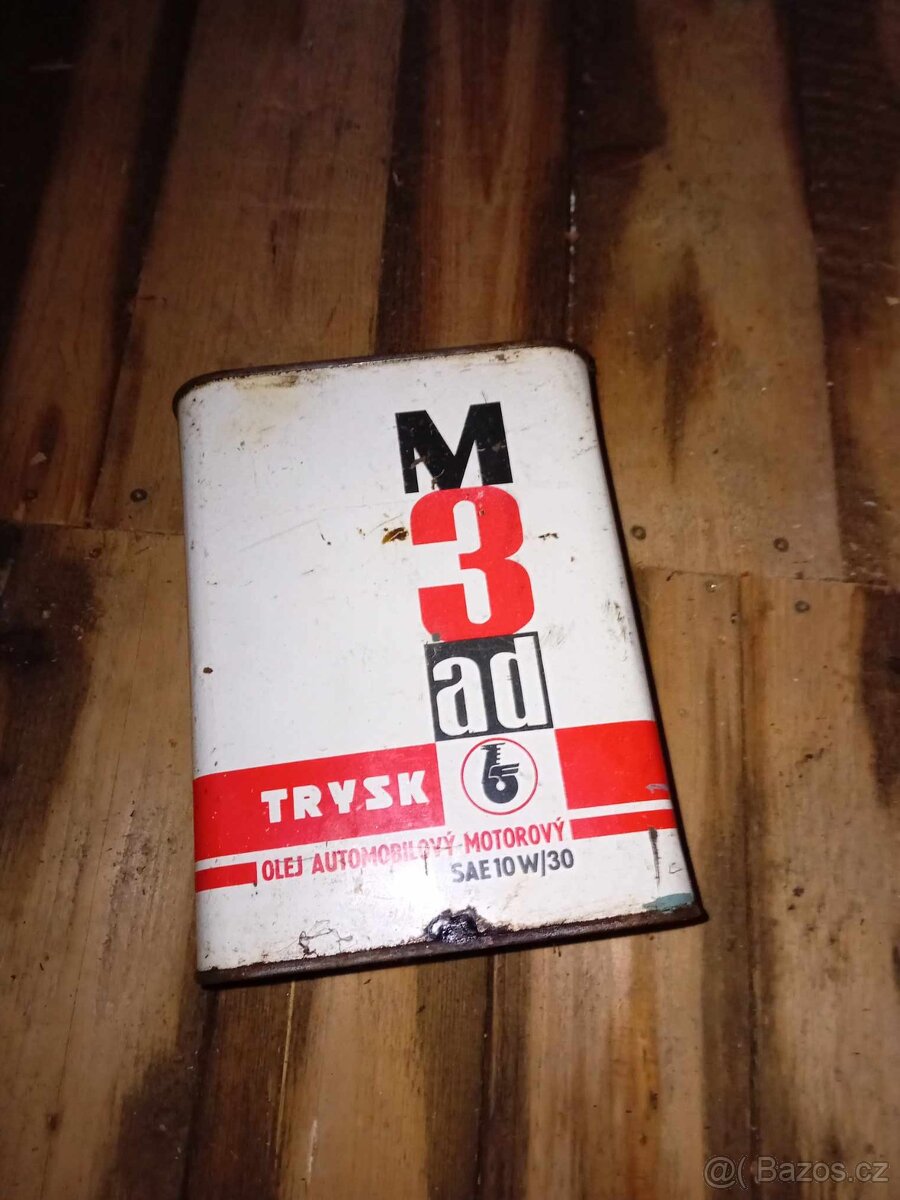 M
3
ad
TRYSK
OLEJ AUTOMOBILOVÝ MOTOROVÝ
SAE 10 W/30
@( Bazos.cz